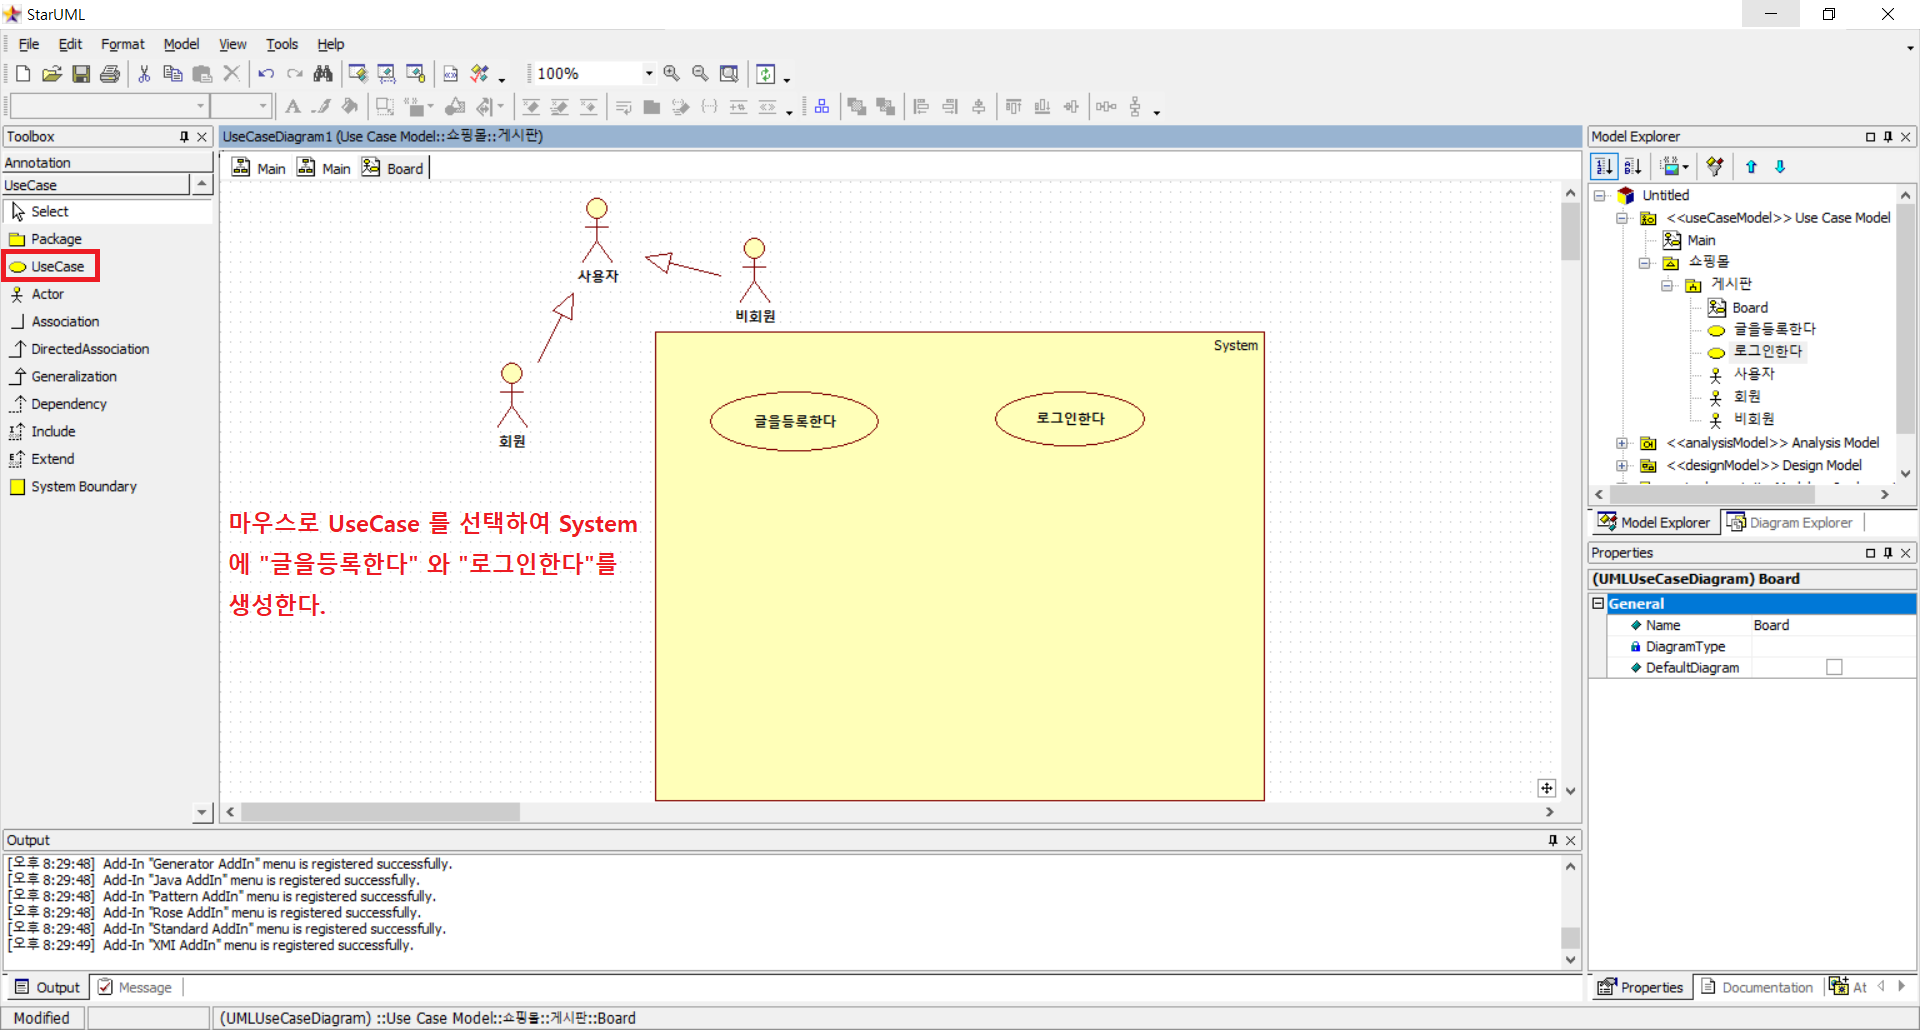 StarUML
File Edit Format Model View Tools Help
100%
Toolbox
Annotation
UseCase
Select
Package
UseCase
Actor
Association
DirectedAssociation
Generalization
Dependency
Include
Extend
System Boundary
UseCaseDiagram1 (Use Case Model::쇼핑몰::게시판)
Main Main Board
사용자
비회원
회원
System
글을등록한다
로그인한다
마우스로 UseCase 를 선택하여 System
에 "글을등록한다" 와 "로그인한다"를
생성한다.
Model Explorer
Untitled
<<useCaseModel>> Use Case Model
Main
쇼핑몰
게시판
Board
글을등록한다
로그인한다
사용자
회원
비회원
<<analysisModel>> Analysis Model
<<designModel>> Design Model
Model Explorer Diagram Explorer
Properties
(UMLUseCaseDiagram) Board
General
Name Board
DiagramType
DefaultDiagram
Output
[오후 8:29:48] Add-In "Generator AddIn" menu is registered successfully.
[오후 8:29:48] Add-In "Java AddIn" menu is registered successfully.
[오후 8:29:48] Add-In "Pattern AddIn" menu is registered successfully.
[오후 8:29:48] Add-In "Rose AddIn" menu is registered successfully.
[오후 8:29:48] Add-In "Standard AddIn" menu is registered successfully.
[오후 8:29:49] Add-In "XMI AddIn" menu is registered successfully.
Output Message
Properties Documentation At
Modified
(UMLUseCaseDiagram) ::Use Case Model::쇼핑몰::게시판::Board